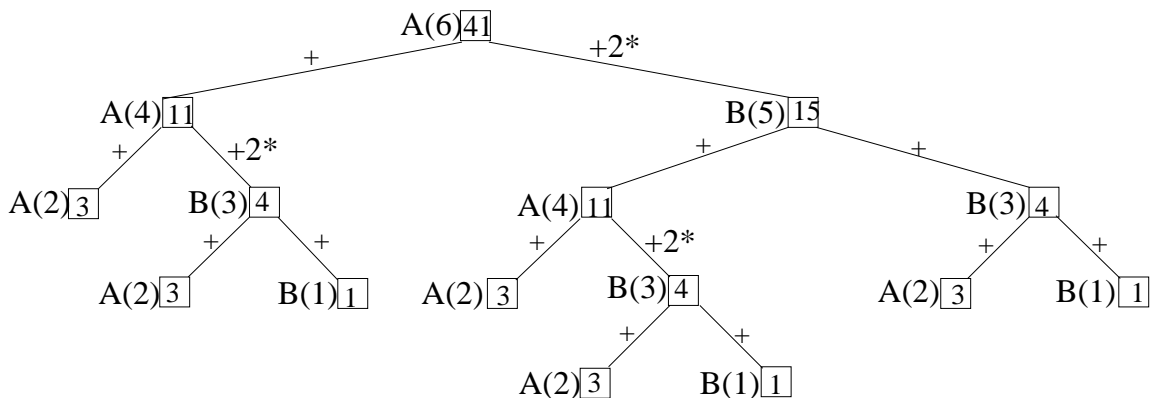 A(6) 41
+ +2*
A(4) 11 B(5) 15
+ +2* + +
A(2) 3 B(3) 4 A(4) 11 B(3) 4
+ + + +2* + +
A(2) 3 B(1) 1 A(2) 3 B(3) 4 A(2) 3 B(1) 1
+ +
A(2) 3 B(1) 1